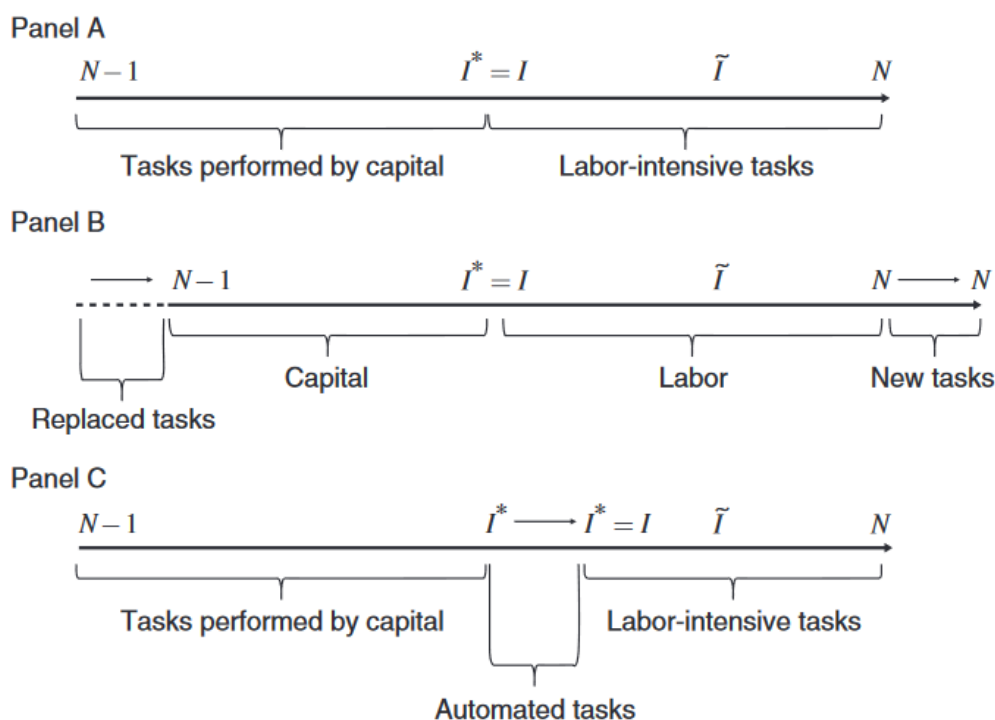 Panel A
N−1 I* = I Ĩ N
Tasks performed by capital Labor-intensive tasks
Panel B
N−1 I* = I Ĩ N N
Capital Labor New tasks
Replaced tasks
Panel C
N−1 I* I* = I Ĩ N
Tasks performed by capital Labor-intensive tasks
Automated tasks